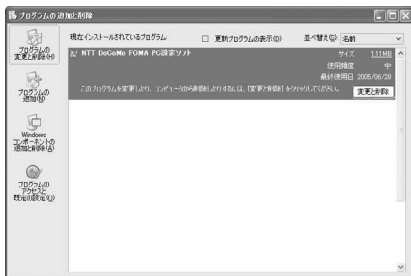 プログラムの追加と削除
現在インストールされているプログラム:
更新プログラムの表示(D)
並べ替え(S):
名前
NTT DoCoMo FOMA PC設定ソフト
サイズ 1.11MB
使用頻度 中
最終使用日 2005/06/28
このプログラムを変更したり、コンピュータから削除したりするには、[変更と削除] をクリックしてください。
変更と削除
プログラムの
変更と削除(H)
プログラムの
追加(N)
Windows
コンポーネントの
追加と削除(A)
プログラムの
アクセスと
既定の設定(O)